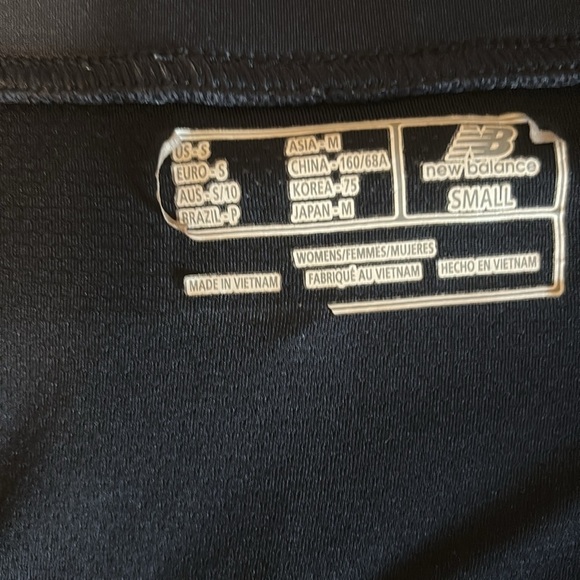 US - S
EURO - S
AUS - S/10
BRAZIL - P
ASIA - M
CHINA - 160/68A
KOREA - 75
JAPAN - M
NB
new balance
SMALL
WOMENS/FEMMES/MUJERES
MADE IN VIETNAM
FABRIQUÉ AU VIETNAM
HECHO EN VIETNAM